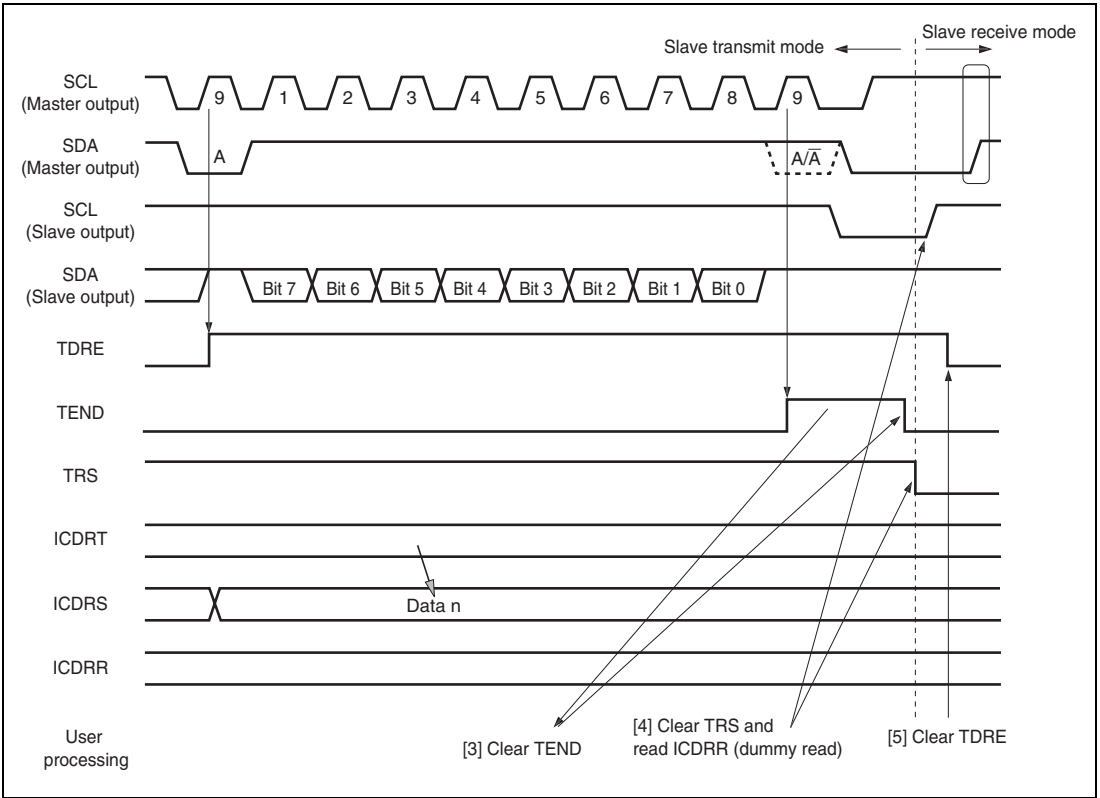 Slave transmit mode
Slave receive mode
SCL
(Master output)
9 1 2 3 4 5 6 7 8 9
SDA
(Master output)
A
A/A̅
SCL
(Slave output)
SDA
(Slave output)
Bit 7 Bit 6 Bit 5 Bit 4 Bit 3 Bit 2 Bit 1 Bit 0
TDRE
TEND
TRS
ICDRT
ICDRS
Data n
ICDRR
User
processing
[3] Clear TEND
[4] Clear TRS and
read ICDRR (dummy read)
[5] Clear TDRE